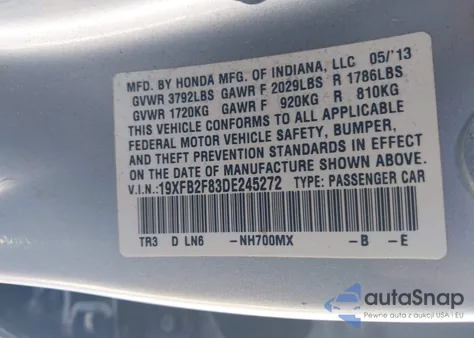 MFD. BY HONDA MFG. OF INDIANA, LLC 05/'13
GVWR 3792LBS GAWR F 2029LBS R 1786LBS
GVWR 1720KG GAWR F 920KG R 810KG
THIS VEHICLE CONFORMS TO ALL APPLICABLE
FEDERAL MOTOR VEHICLE SAFETY, BUMPER,
AND THEFT PREVENTION STANDARDS IN EFFECT
ON THE DATE OF MANUFACTURE SHOWN ABOVE.
V.I.N.: 19XFB2F83DE245272 TYPE: PASSENGER CAR
TR3 D LN6 -NH700MX -B -E
autoSnap
Pewne auta z aukcji USA i EU